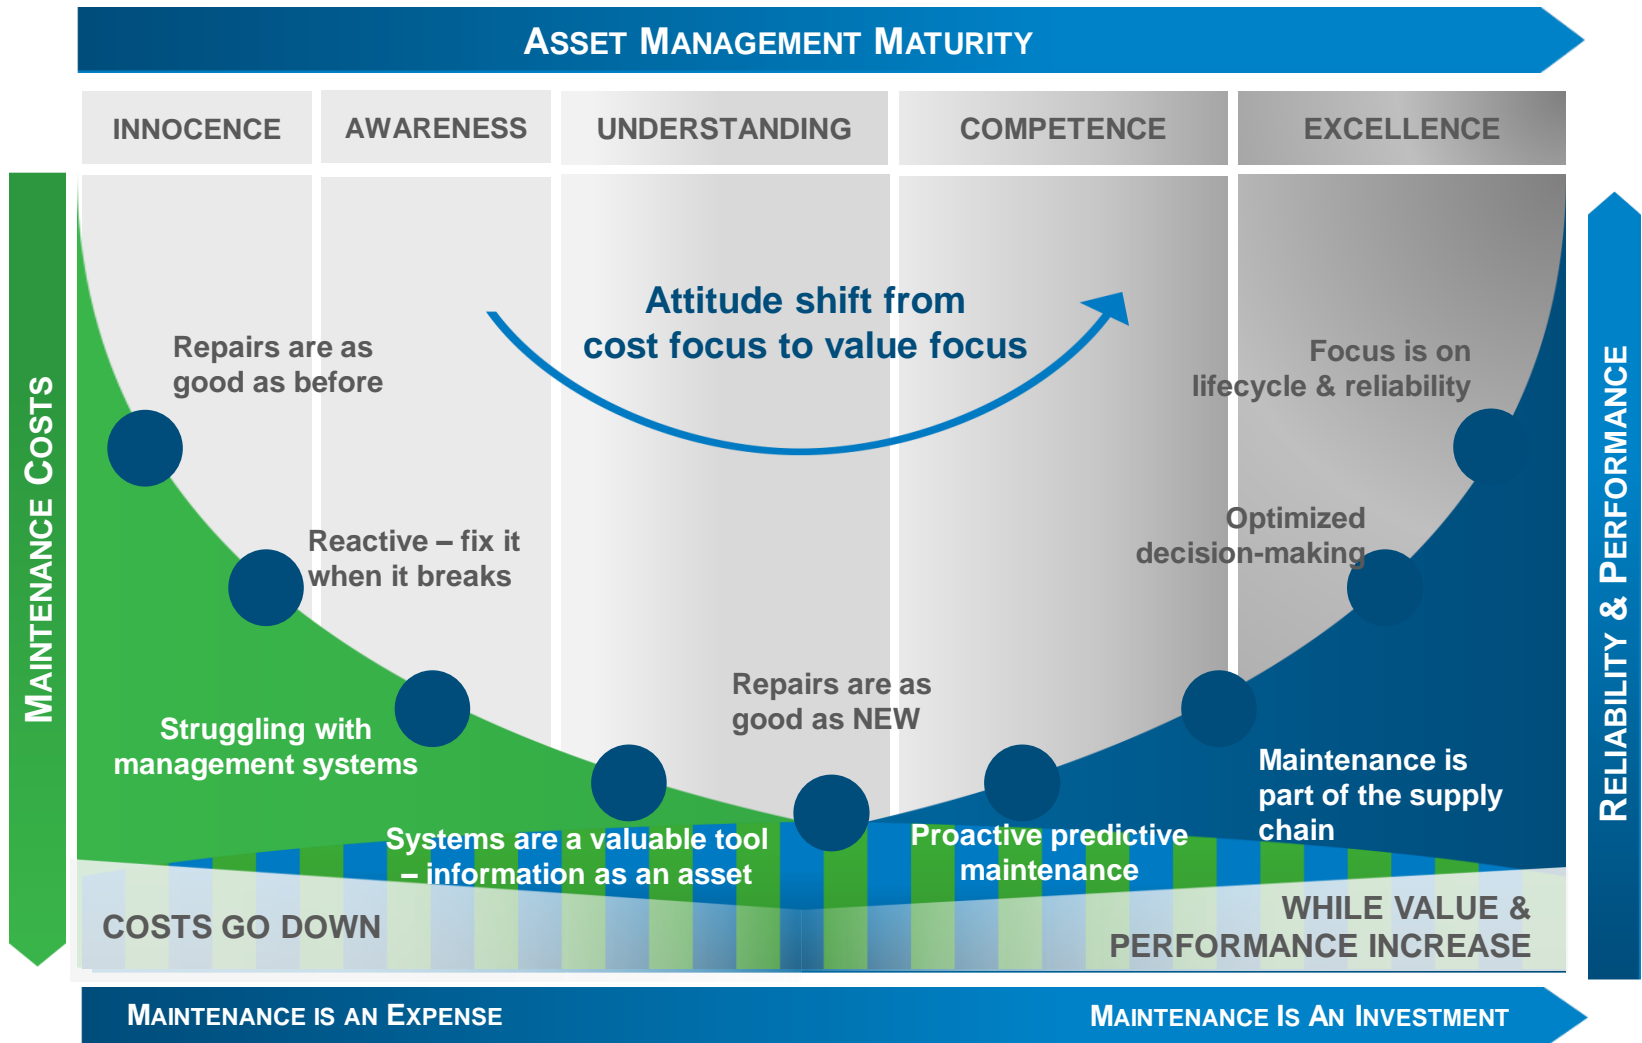 ASSET MANAGEMENT MATURITY
INNOCENCE
AWARENESS
UNDERSTANDING
COMPETENCE
EXCELLENCE
MAINTENANCE COSTS
RELIABILITY & PERFORMANCE
Attitude shift from
cost focus to value focus
Repairs are as
good as before
Focus is on
lifecycle & reliability
Reactive – fix it
when it breaks
Optimized
decision-making
Struggling with
management systems
Repairs are as
good as NEW
Maintenance is
part of the supply
chain
Systems are a valuable tool
– information as an asset
Proactive predictive
maintenance
COSTS GO DOWN
WHILE VALUE &
PERFORMANCE INCREASE
MAINTENANCE IS AN EXPENSE
MAINTENANCE IS AN INVESTMENT